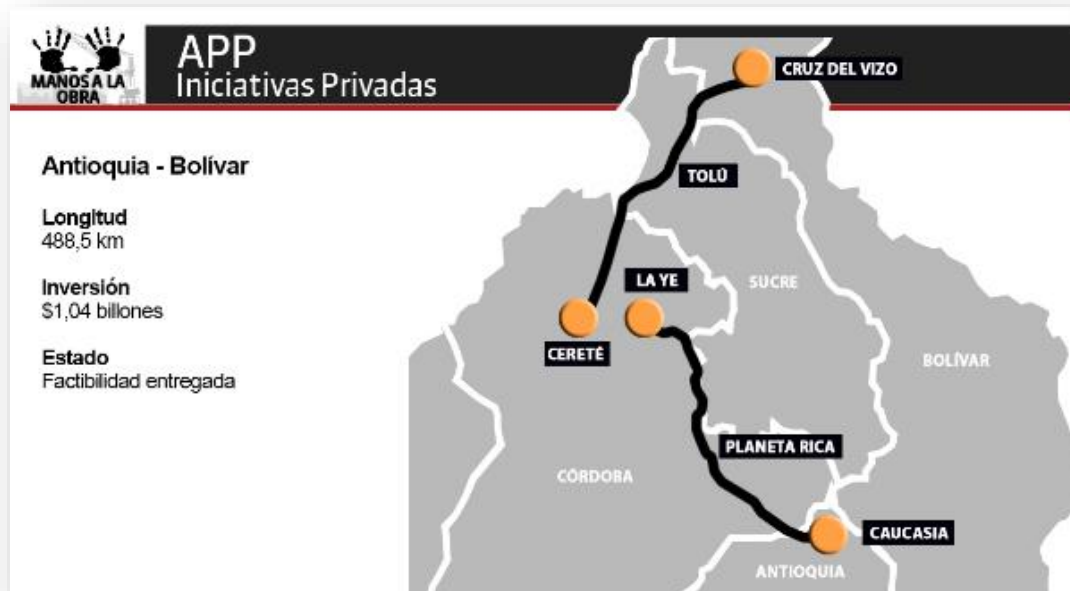 MANOS A LA
OBRA
APP
Iniciativas Privadas
Antioquia - Bolívar
Longitud
488,5 km
Inversión
$1,04 billones
Estado
Factibilidad entregada
CRUZ DEL VIZO
TOLÚ
LA YE
SUCRE
CERETÉ
BOLÍVAR
PLANETA RICA
CÓRDOBA
CAUCASIA
ANTIOQUIA